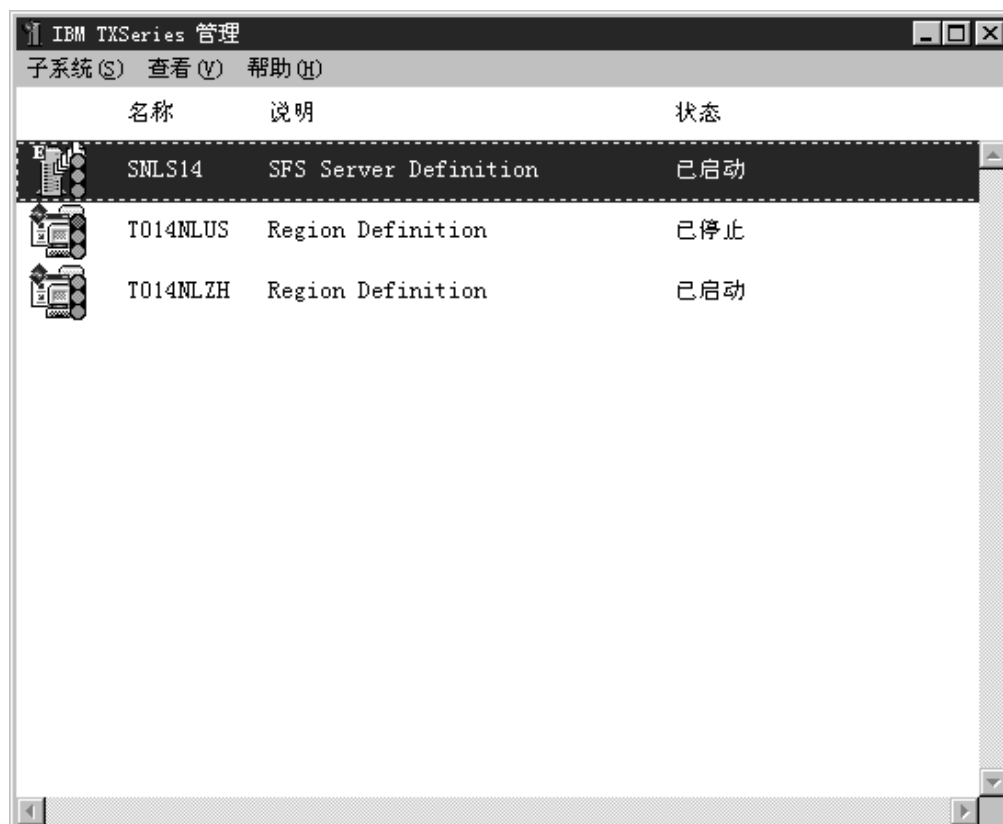 IBM TXSeries 管理
子系统(S) 查看(V) 帮助(H)
名称 说明 状态
SNLS14 SFS Server Definition 已启动
T014NLUS Region Definition 已停止
T014NLZH Region Definition 已启动